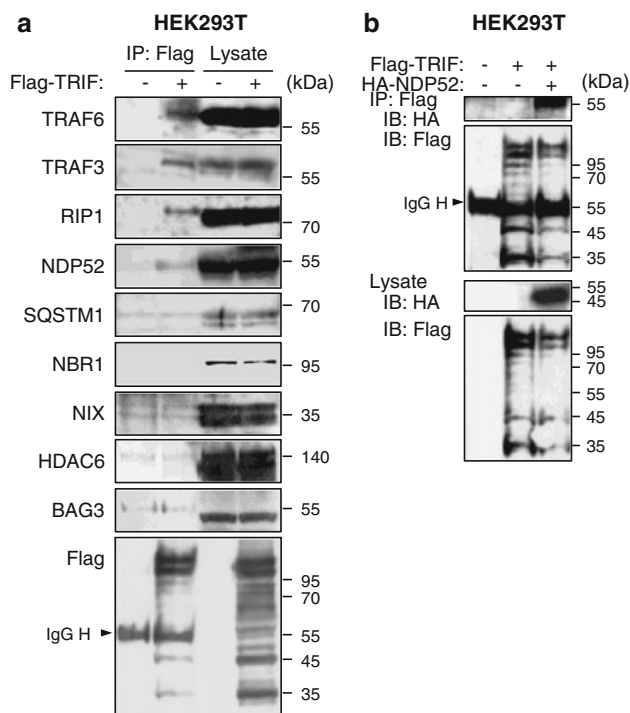 a HEK293T
IP: Flag Lysate
Flag-TRIF: - + - + (kDa)
TRAF6 55
TRAF3 55
RIP1 70
NDP52 55
SQSTM1 70
NBR1 95
NIX 35
HDAC6 140
BAG3 55
Flag
95
70
IgG H 55
45
35
b HEK293T
Flag-TRIF: - + +
HA-NDP52: - - + (kDa)
IP: Flag 55
IB: HA
IB: Flag
95
70
IgG H 55
45
35
Lysate 55
IB: HA 45
IB: Flag
95
70
55
45
35